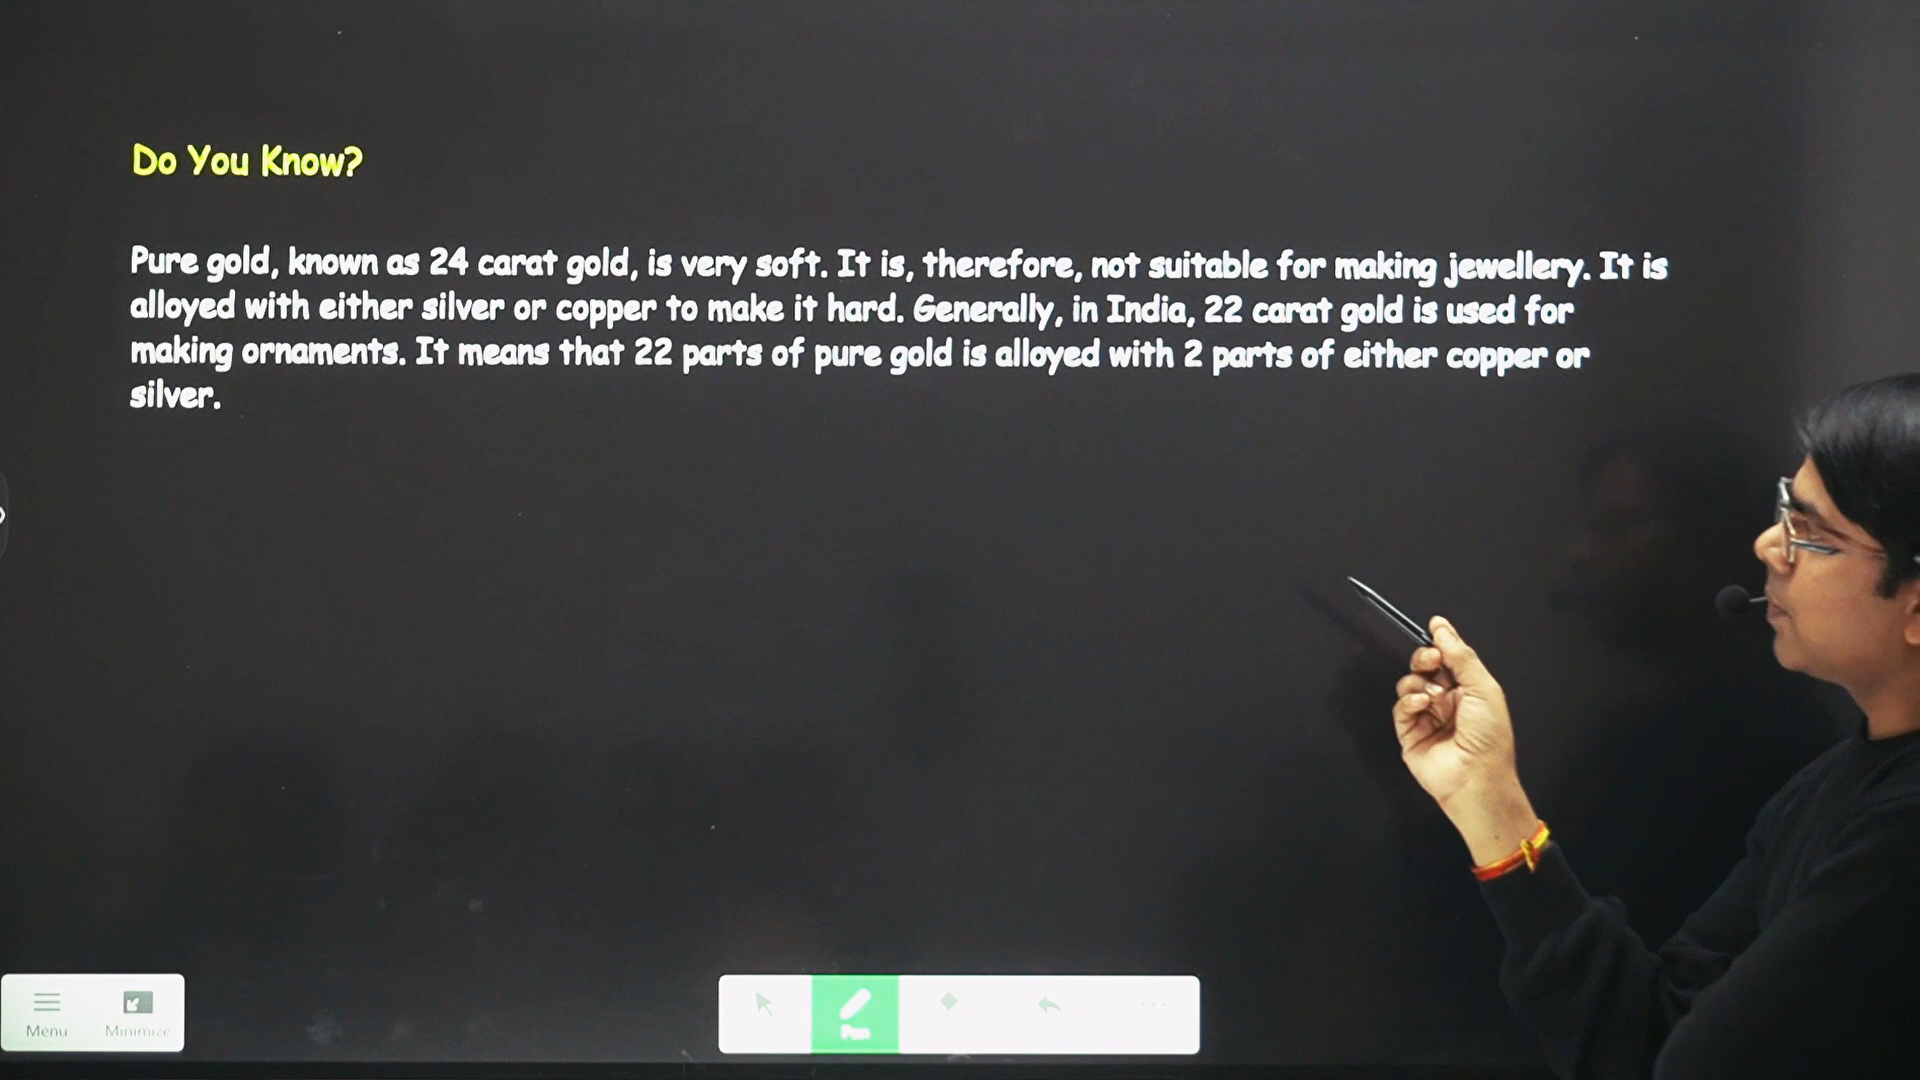 Do You Know?
Pure gold, known as 24 carat gold, is very soft. It is, therefore, not suitable for making jewellery. It is
alloyed with either silver or copper to make it hard. Generally, in India, 22 carat gold is used for
making ornaments. It means that 22 parts of pure gold is alloyed with 2 parts of either copper or
silver.
Menu
Minimize
Pen